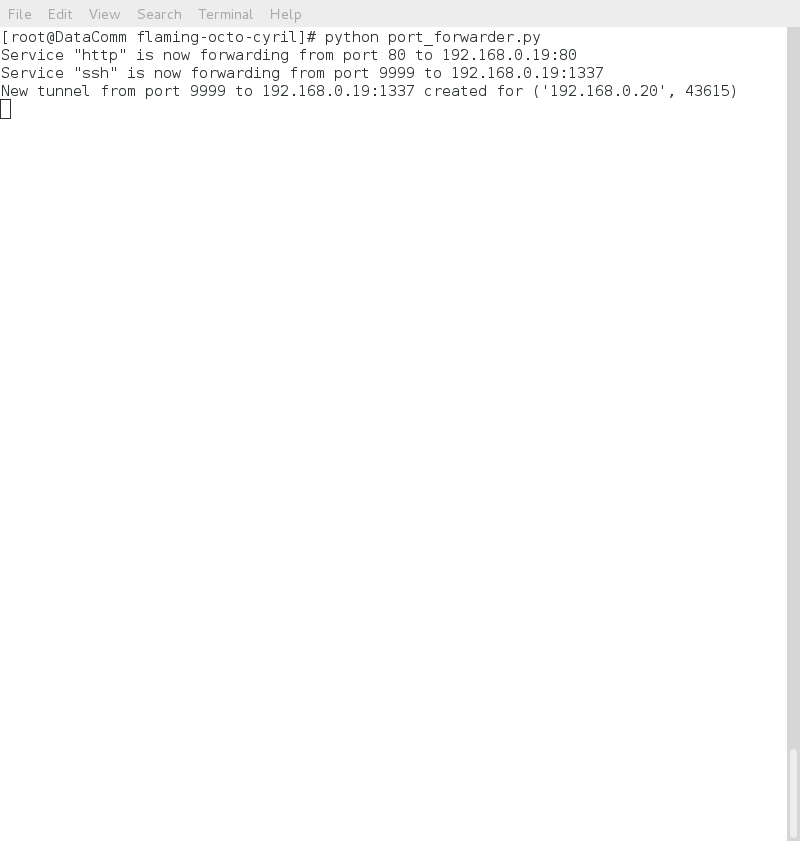 File Edit View Search Terminal Help
[root@DataComm flaming-octo-cyril]# python port_forwarder.py
Service "http" is now forwarding from port 80 to 192.168.0.19:80
Service "ssh" is now forwarding from port 9999 to 192.168.0.19:1337
New tunnel from port 9999 to 192.168.0.19:1337 created for ('192.168.0.20', 43615)